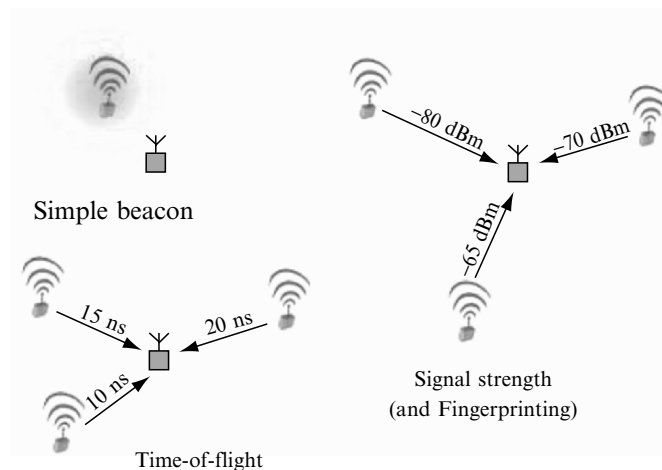 Simple beacon
−80 dBm
−70 dBm
−65 dBm
Signal strength
(and Fingerprinting)
15 ns
20 ns
10 ns
Time-of-flight